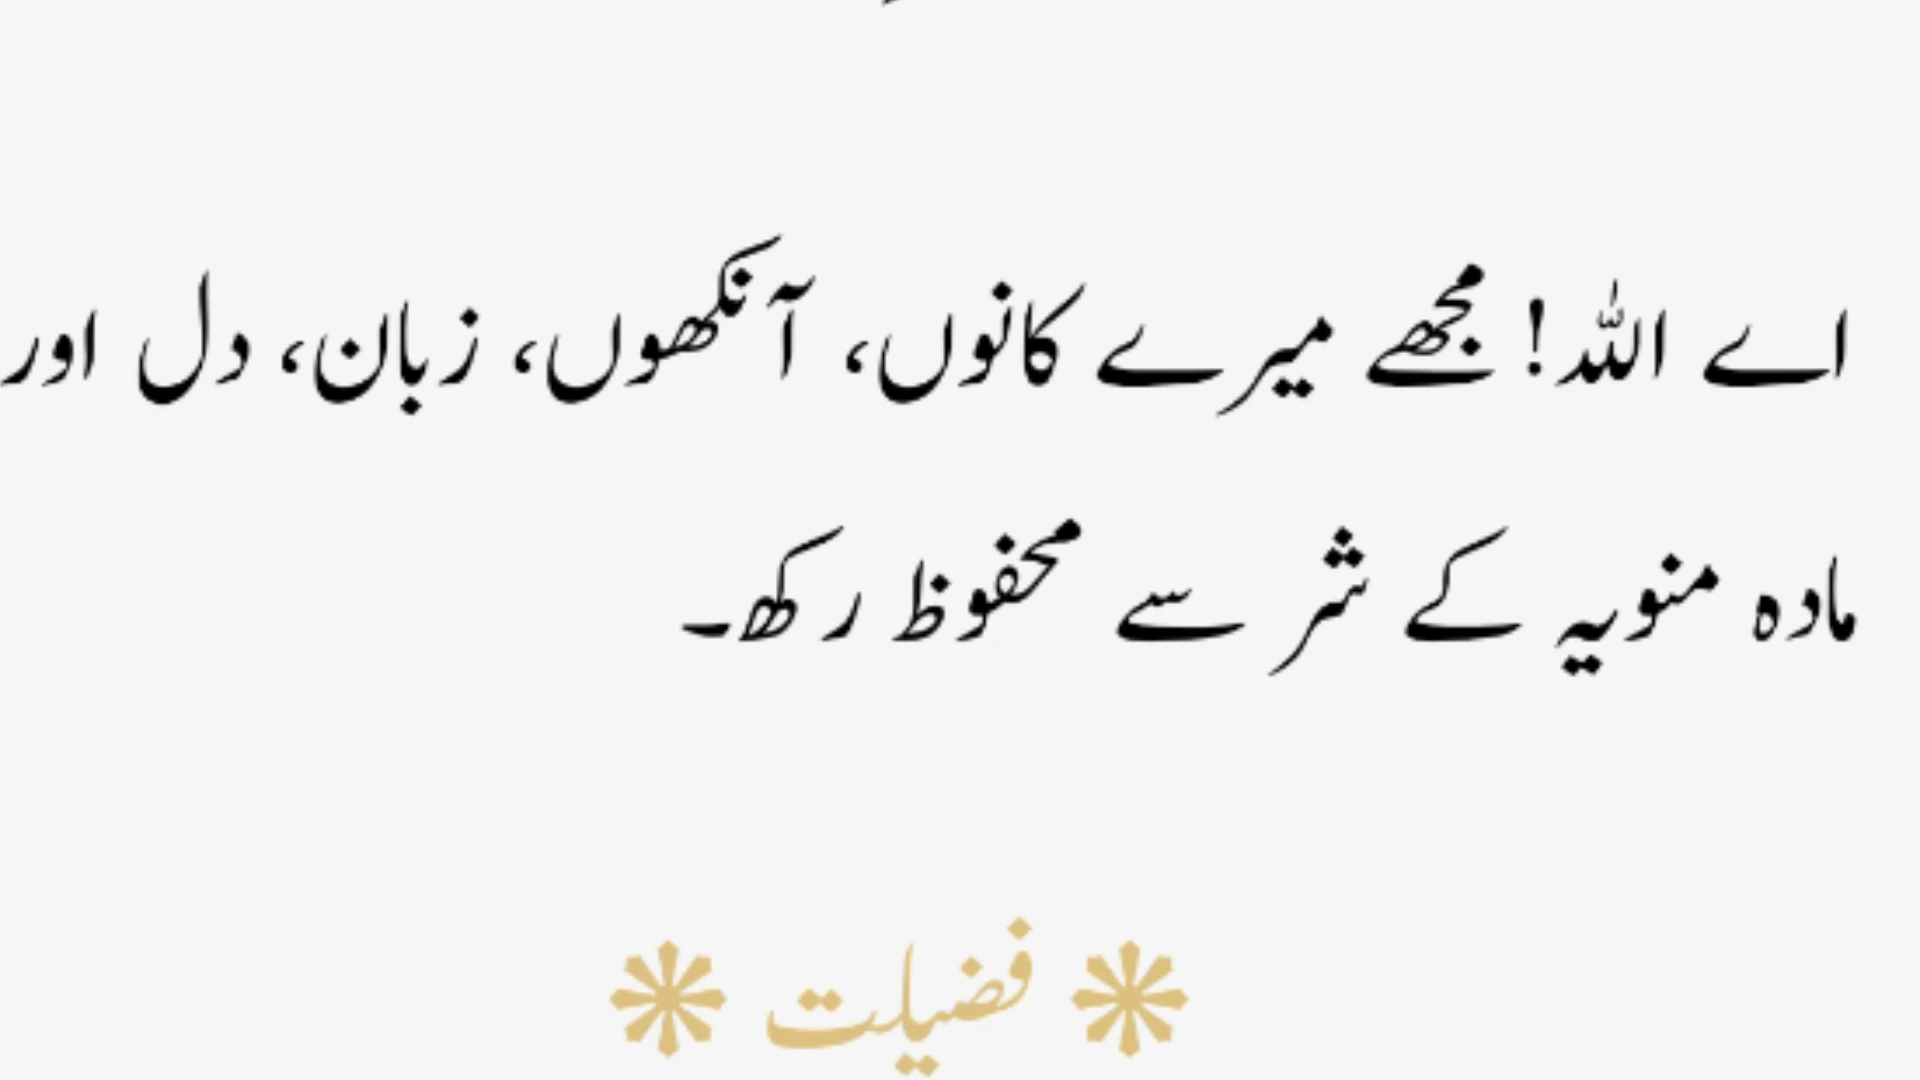 اے اللہ! مجھے میرے کانوں، آنکھوں، زبان، دل اور
مادہ منویہ کے شر سے محفوظ رکھ۔
فضیلت